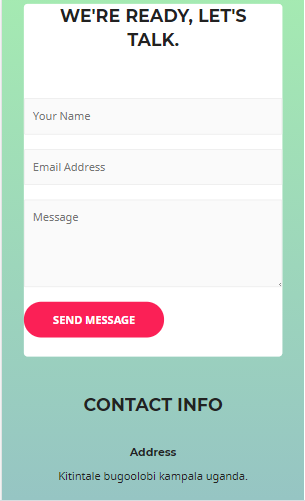 WE'RE READY, LET'S
TALK.
Your Name
Email Address
Message
SEND MESSAGE
CONTACT INFO
Address
Kitintale bugoolobi kampala uganda.